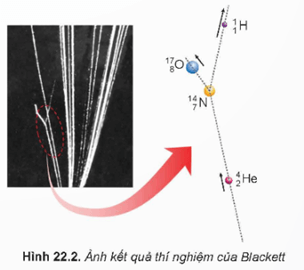 ¹₁H
¹⁷₈O
¹⁴₇N
⁴₂He
Hình 22.2. Ảnh kết quả thí nghiệm của Blackett